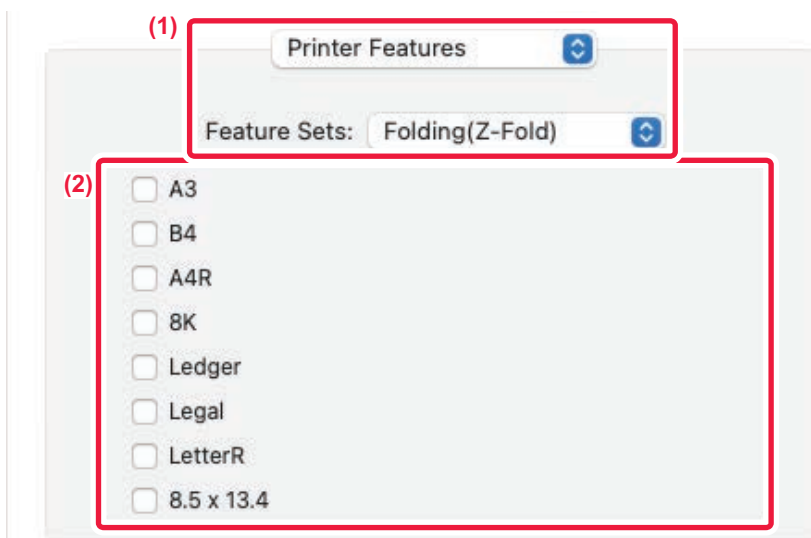 (1)
Printer Features
Feature Sets: Folding(Z-Fold)
(2)
A3
B4
A4R
8K
Ledger
Legal
LetterR
8.5 x 13.4